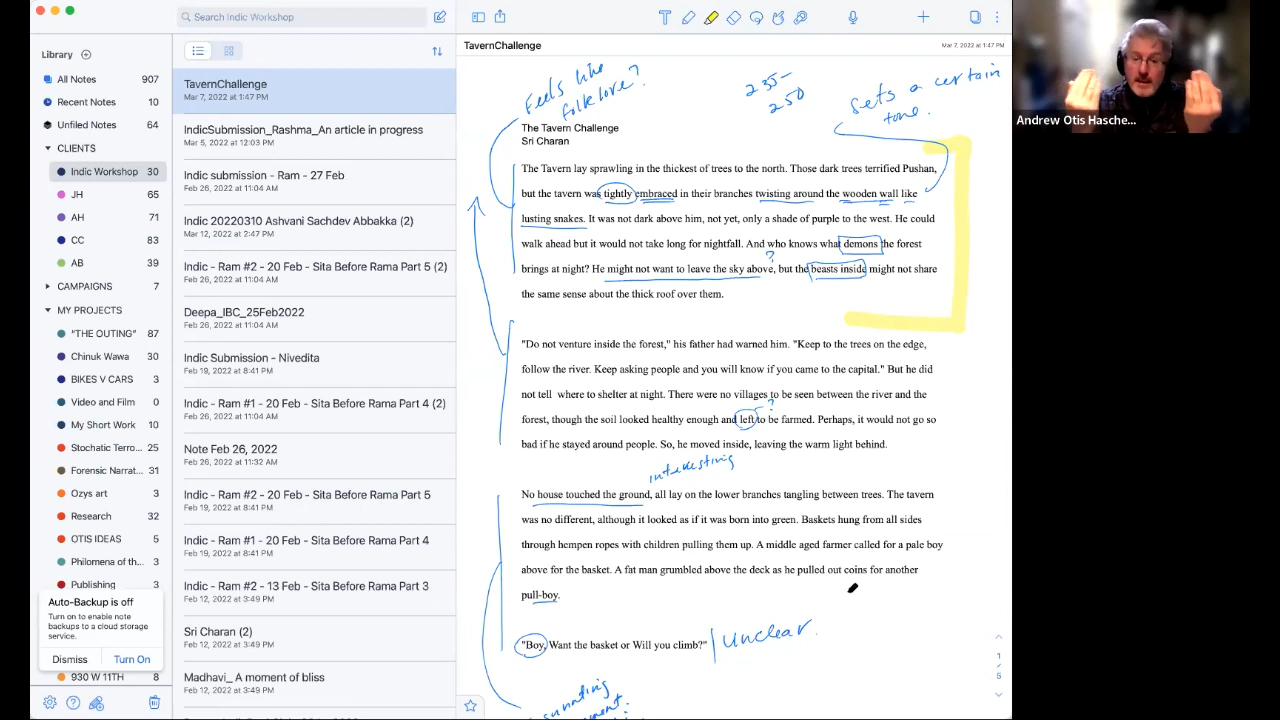 Search Indic Workshop
Library
All Notes 907
Recent Notes 10
Unfiled Notes 64
CLIENTS
Indic Workshop 30
JH 65
AH 71
CC 83
AB 39
CAMPAIGNS 7
MY PROJECTS
"THE OUTING" 87
Chinuk Wawa 30
BIKES V CARS 3
Video and Film 0
My Short Work 3
Stochatic Terro... 26
Forensic Narrat... 31
Ozys art 3
Research 32
OTIS IDEAS 5
Philomena of th... 8
Publishing 3
Auto-Backup is off
Turn on to enable note
backups to a cloud storage
service.
Dismiss Turn On
930 W 11TH 8
TavernChallenge
Mar 7, 2022 at 1:47 PM
IndicSubmission_Rashma_An article in progress
Mar 5, 2022 at 12:03 PM
Indic submission - Ram - 27 Feb
Feb 26, 2022 at 11:04 AM
Indic 20220310 Ashvani Sachdev Abbakka (2)
Mar 12, 2022 at 2:47 PM
Indic - Ram #2 - 20 Feb - Sita Before Rama Part 5 (2)
Feb 26, 2022 at 11:04 AM
Deepa_IBC_25Feb2022
Feb 26, 2022 at 11:04 AM
Indic Submission - Nivedita
Feb 19, 2022 at 8:41 PM
Indic - Ram #1 - 20 Feb - Sita Before Rama Part 4 (2)
Feb 26, 2022 at 11:04 AM
Note Feb 26, 2022
Feb 26, 2022 at 11:32 AM
Indic - Ram #2 - 20 Feb - Sita Before Rama Part 5
Feb 19, 2022 at 8:41 PM
Indic - Ram #1 - 20 Feb - Sita Before Rama Part 4
Feb 19, 2022 at 8:41 PM
Indic - Ram #2 - 13 Feb - Sita Before Rama Part 3
Feb 12, 2022 at 3:49 PM
Sri Charan (2)
Feb 12, 2022 at 3:49 PM
Madhavi_ A moment of bliss
Feb 12, 2022 at 3:49 PM
TavernChallenge
Mar 7, 2022 at 1:47 PM
Feels like
folklore?
235-
250
Sets a certain
tone.
The Tavern Challenge
Sri Charan
The Tavern lay sprawling in the thickest of trees to the north. Those dark trees terrified Pushan,
but the tavern was tightly embraced in their branches twisting around the wooden wall like
lusting snakes. It was not dark above him, not yet, only a shade of purple to the west. He could
walk ahead but it would not take long for nightfall. And who knows what demons the forest
?
brings at night? He might not want to leave the sky above, but the beasts inside might not share
the same sense about the thick roof over them.
"Do not venture inside the forest," his father had warned him. "Keep to the trees on the edge,
follow the river. Keep asking people and you will know if you came to the capital." But he did
not tell where to shelter at night. There were no villages to be seen between the river and the
?
forest, though the soil looked healthy enough and left to be farmed. Perhaps, it would not go so
bad if he stayed around people. So, he moved inside, leaving the warm light behind.
interesting
No house touched the ground, all lay on the lower branches tangling between trees. The tavern
was no different, although it looked as if it was born into green. Baskets hung from all sides
through hempen ropes with children pulling them up. A middle aged farmer called for a pale boy
above for the basket. A fat man grumbled above the deck as he pulled out coins for another
pull-boy.
"Boy, Want the basket or Will you climb?" unclear.
1
/
6
Andrew Otis Hasche...